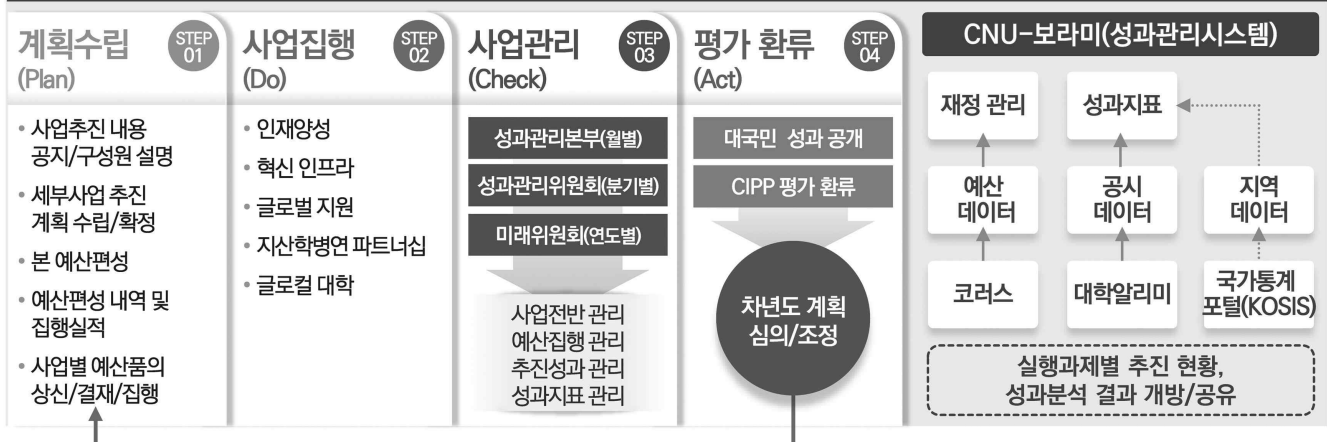 계획수립
(Plan)
STEP
01
• 사업추진 내용
공지/구성원 설명
• 세부사업 추진
계획 수립/확정
• 본 예산편성
• 예산편성 내역 및
집행실적
• 사업별 예산품의
상신/결재/집행
사업집행
(Do)
STEP
02
• 인재양성
• 혁신 인프라
• 글로벌 지원
• 지산학병연 파트너십
• 글로컬 대학
사업관리
(Check)
STEP
03
성과관리본부(월별)
성과관리위원회(분기별)
미래위원회(연도별)
사업전반 관리
예산집행 관리
추진성과 관리
성과지표 관리
평가 환류
(Act)
STEP
04
대국민 성과 공개
CIPP 평가 환류
차년도 계획
심의/조정
CNU-보라미(성과관리시스템)
재정 관리
성과지표
예산
데이터
공시
데이터
지역
데이터
코러스
대학알리미
국가통계
포털(KOSIS)
실행과제별 추진 현황,
성과분석 결과 개방/공유